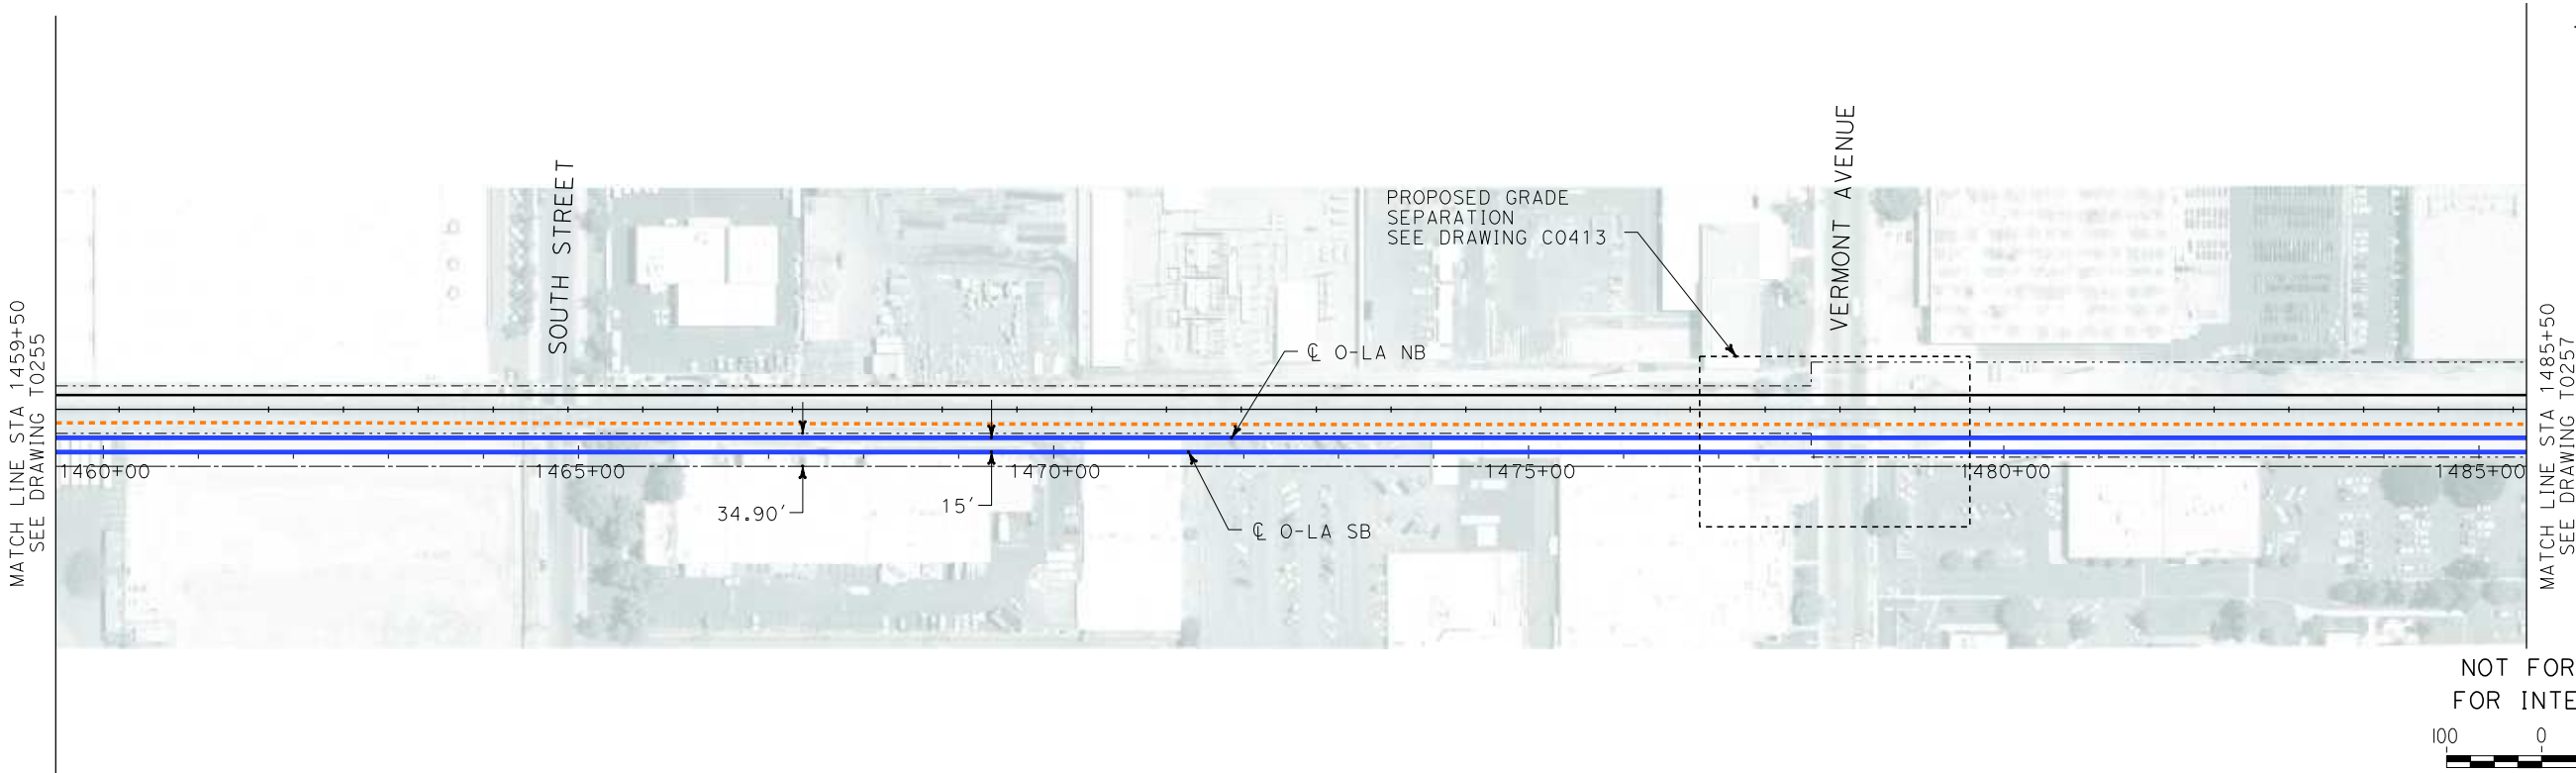 SOUTH STREET
VERMONT AVENUE
PROPOSED GRADE
SEPARATION
SEE DRAWING C0413
MATCH LINE STA 1459+50
SEE DRAWING T0255
MATCH LINE STA 1485+50
SEE DRAWING T0257
℄ O-LA NB
1460+00
1465+00
1470+00
1475+00
1480+00
1485+00
34.90'
15'
℄ O-LA SB
NOT FOR
FOR INTE
100 0